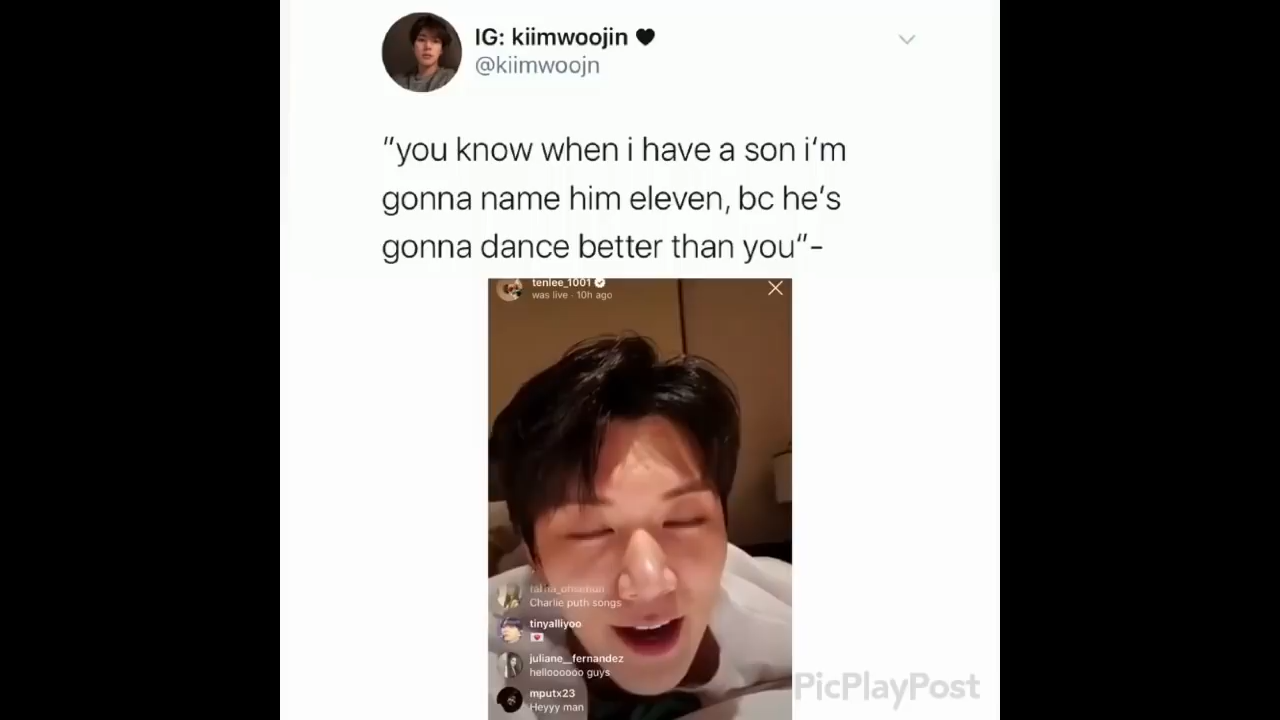 IG: kiimwoojin 🖤
@kiimwoojn
"you know when i have a son i'm
gonna name him eleven, bc he's
gonna dance better than you"-
tenlee_1001
was live · 10h ago
Charlie puth songs
tinyalliyoo
💌
juliane__fernandez
helloooooo guys
mputx23
Heyyy man
PicPlayPost